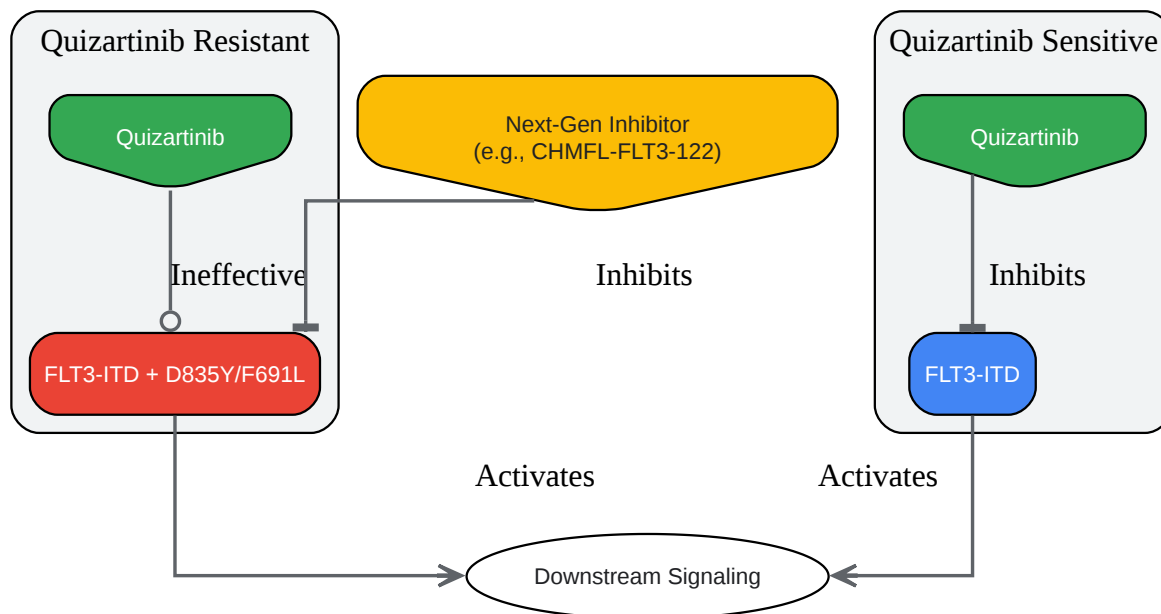 Quizartinib Resistant
Quizartinib Sensitive
Quizartinib
Next-Gen Inhibitor
(e.g., CHMFL-FLT3-122)
Quizartinib
Ineffective
Inhibits
Inhibits
FLT3-ITD + D835Y/F691L
FLT3-ITD
Activates
Activates
Downstream Signaling